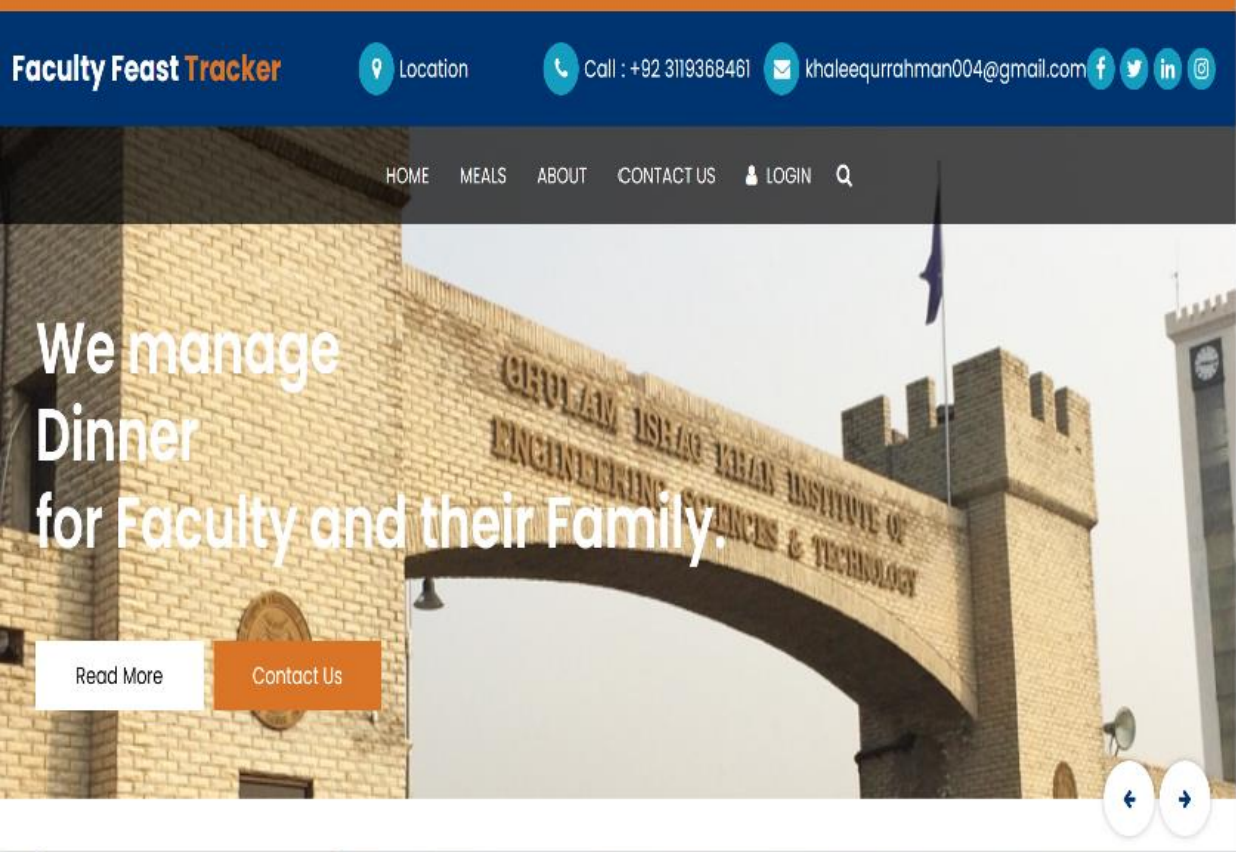 Faculty Feast Tracker
Location
Call : +92 3119368461
khaleequrrahman004@gmail.com
HOME MEALS ABOUT CONTACT US LOGIN
We manage
Dinner
for Faculty and their Family.
GHULAM ISHAQ KHAN INSTITUTE OF
ENGINEERING SCIENCES & TECHNOLOGY
Read More
Contact Us